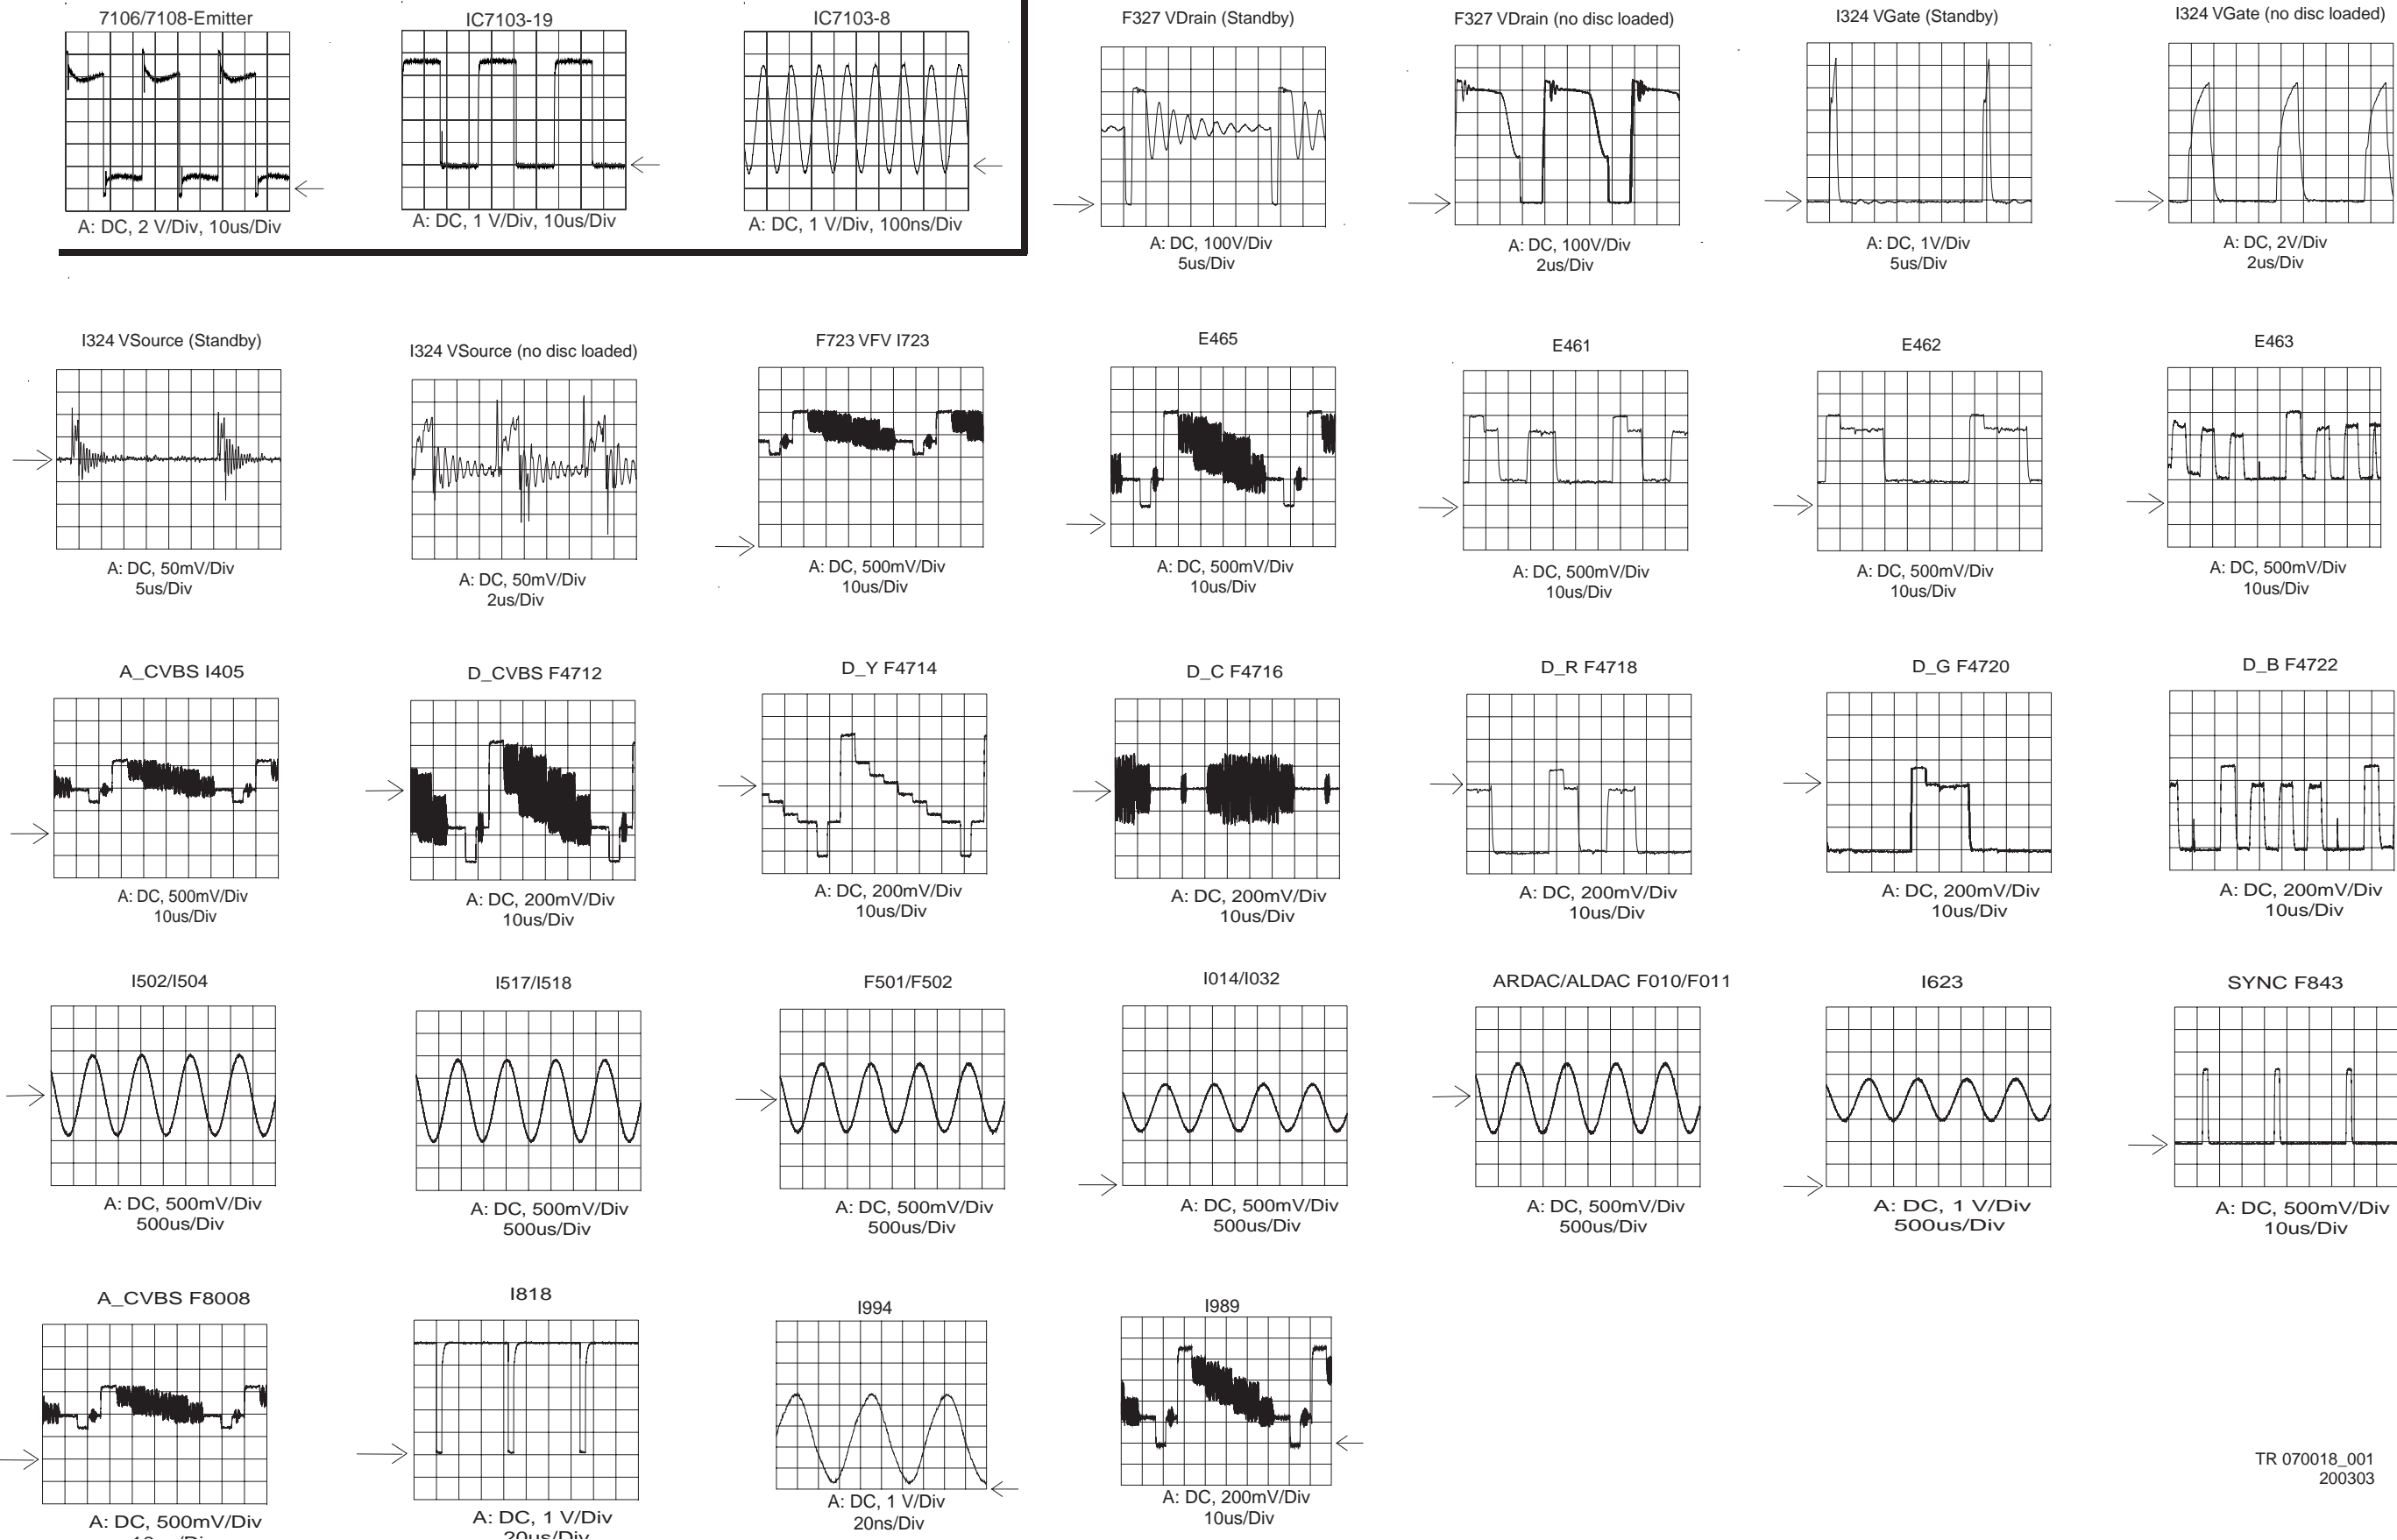 7106/7108-Emitter
A: DC, 2 V/Div, 10us/Div
IC7103-19
A: DC, 1 V/Div, 10us/Div
IC7103-8
A: DC, 1 V/Div, 100ns/Div
F327 VDrain (Standby)
A: DC, 100V/Div
5us/Div
F327 VDrain (no disc loaded)
A: DC, 100V/Div
2us/Div
I324 VGate (Standby)
A: DC, 1V/Div
5us/Div
I324 VGate (no disc loaded)
A: DC, 2V/Div
2us/Div
I324 VSource (Standby)
A: DC, 50mV/Div
5us/Div
I324 VSource (no disc loaded)
A: DC, 50mV/Div
2us/Div
F723 VFV I723
A: DC, 500mV/Div
10us/Div
E465
A: DC, 500mV/Div
10us/Div
E461
A: DC, 500mV/Div
10us/Div
E462
A: DC, 500mV/Div
10us/Div
E463
A: DC, 500mV/Div
10us/Div
A_CVBS I405
A: DC, 500mV/Div
10us/Div
D_CVBS F4712
A: DC, 200mV/Div
10us/Div
D_Y F4714
A: DC, 200mV/Div
10us/Div
D_C F4716
A: DC, 200mV/Div
10us/Div
D_R F4718
A: DC, 200mV/Div
10us/Div
D_G F4720
A: DC, 200mV/Div
10us/Div
D_B F4722
A: DC, 200mV/Div
10us/Div
I502/I504
A: DC, 500mV/Div
500us/Div
I517/I518
A: DC, 500mV/Div
500us/Div
F501/F502
A: DC, 500mV/Div
500us/Div
I014/I032
A: DC, 500mV/Div
500us/Div
ARDAC/ALDAC F010/F011
A: DC, 500mV/Div
500us/Div
I623
A: DC, 1 V/Div
500us/Div
SYNC F843
A: DC, 500mV/Div
10us/Div
A_CVBS F8008
A: DC, 500mV/Div
I818
A: DC, 1 V/Div
20us/Div
I994
A: DC, 1 V/Div
20ns/Div
I989
A: DC, 200mV/Div
10us/Div
TR 070018_001
200303